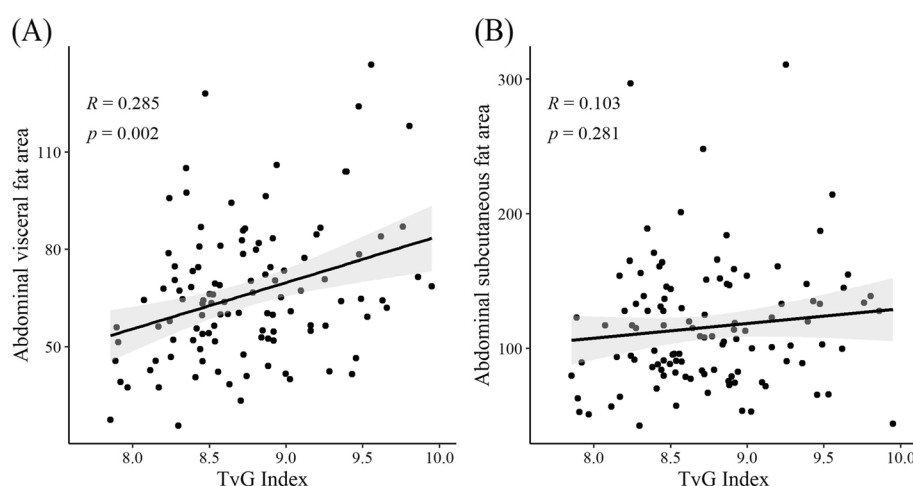 (A)
R = 0.285
p = 0.002
Abdominal visceral fat area
110
80
50
8.0 8.5 9.0 9.5 10.0
TyG Index
(B)
R = 0.103
p = 0.281
Abdominal subcutaneous fat area
300
200
100
8.0 8.5 9.0 9.5 10.0
TyG Index